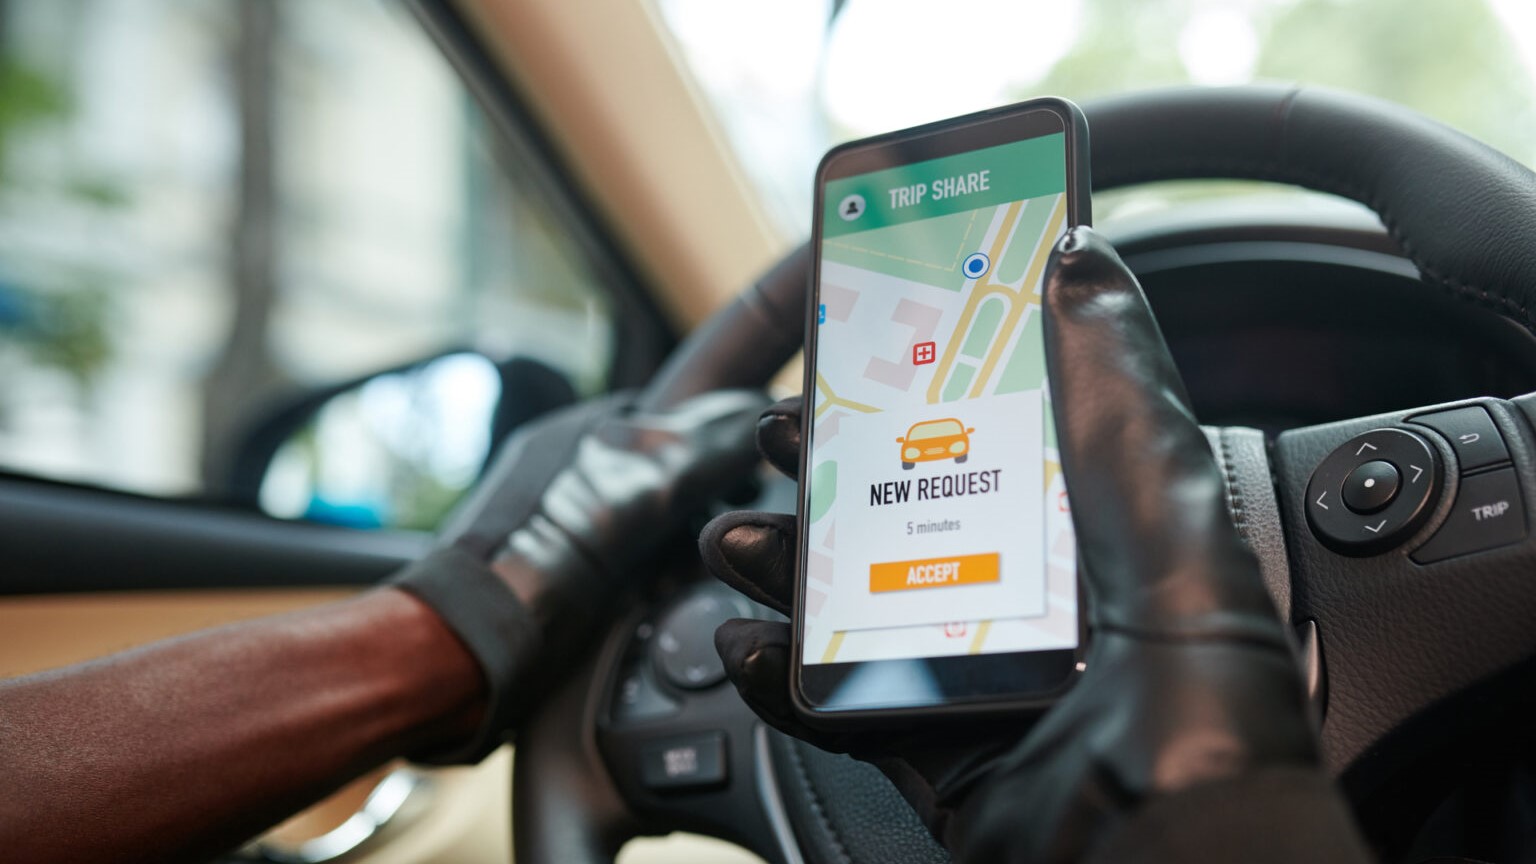 TRIP SHARE
NEW REQUEST
5 minutes
ACCEPT
TRIP